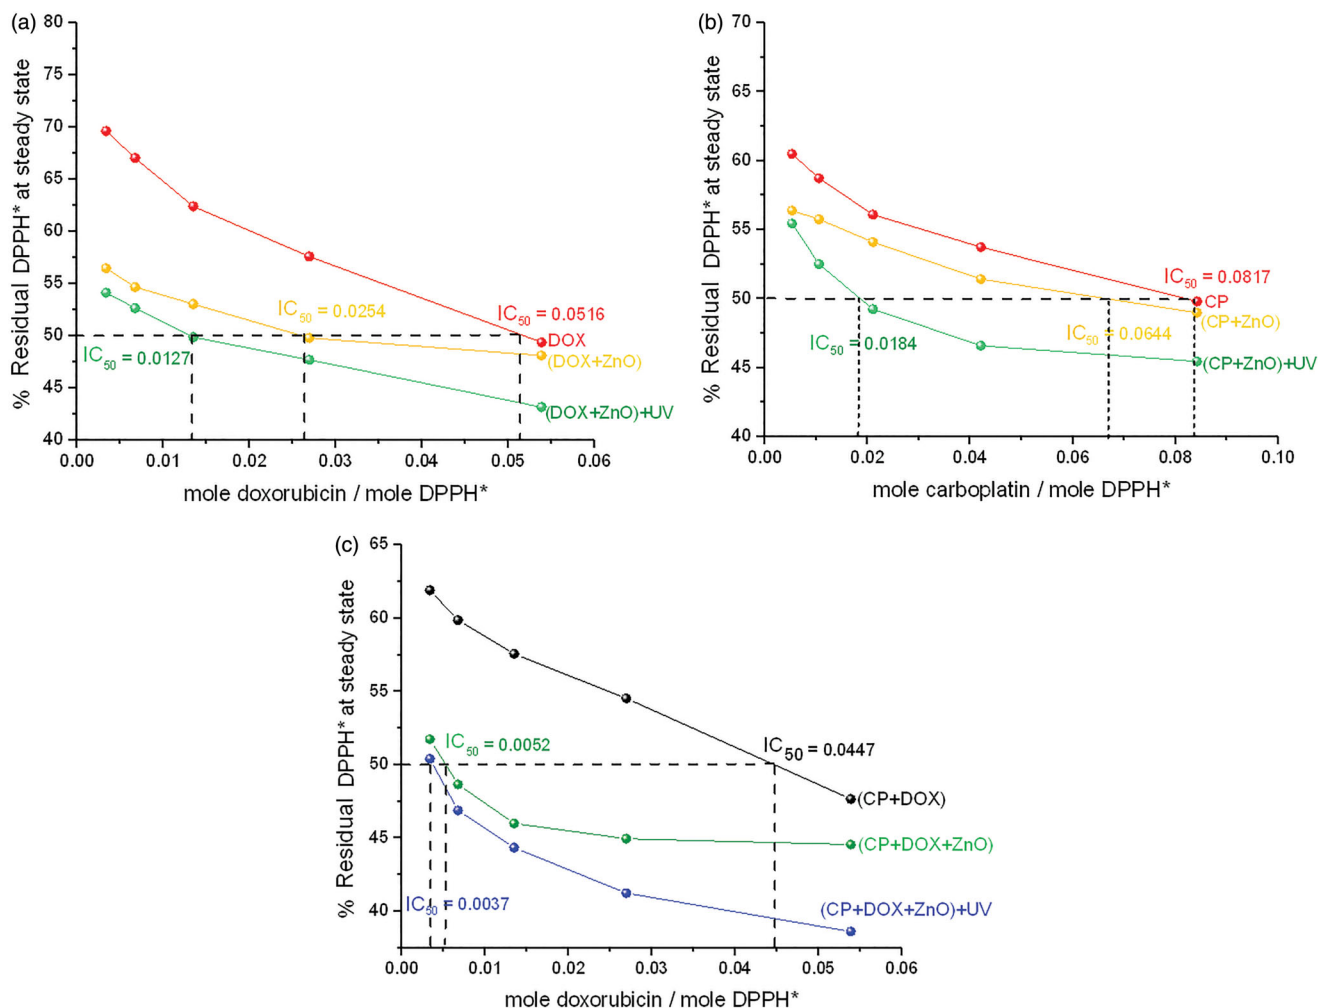 (a)
80
75
70
65
60
55
50
45
40
% Residual DPPH* at steady state
IC50 = 0.0254
IC50 = 0.0516
DOX
IC50 = 0.0127
(DOX+ZnO)
(DOX+ZnO)+UV
0.00 0.01 0.02 0.03 0.04 0.05 0.06
mole doxorubicin / mole DPPH*
(b)
70
65
60
55
50
45
40
% Residual DPPH* at steady state
IC50 = 0.0817
CP
(CP+ZnO)
IC50 = 0.0644
IC50 = 0.0184
(CP+ZnO)+UV
0.00 0.02 0.04 0.06 0.08 0.10
mole carboplatin / mole DPPH*
(c)
65
60
55
50
45
40
% Residual DPPH* at steady state
IC50 = 0.0052
IC50 = 0.0447
(CP+DOX)
(CP+DOX+ZnO)
IC50 = 0.0037
(CP+DOX+ZnO)+UV
0.00 0.01 0.02 0.03 0.04 0.05 0.06
mole doxorubicin / mole DPPH*